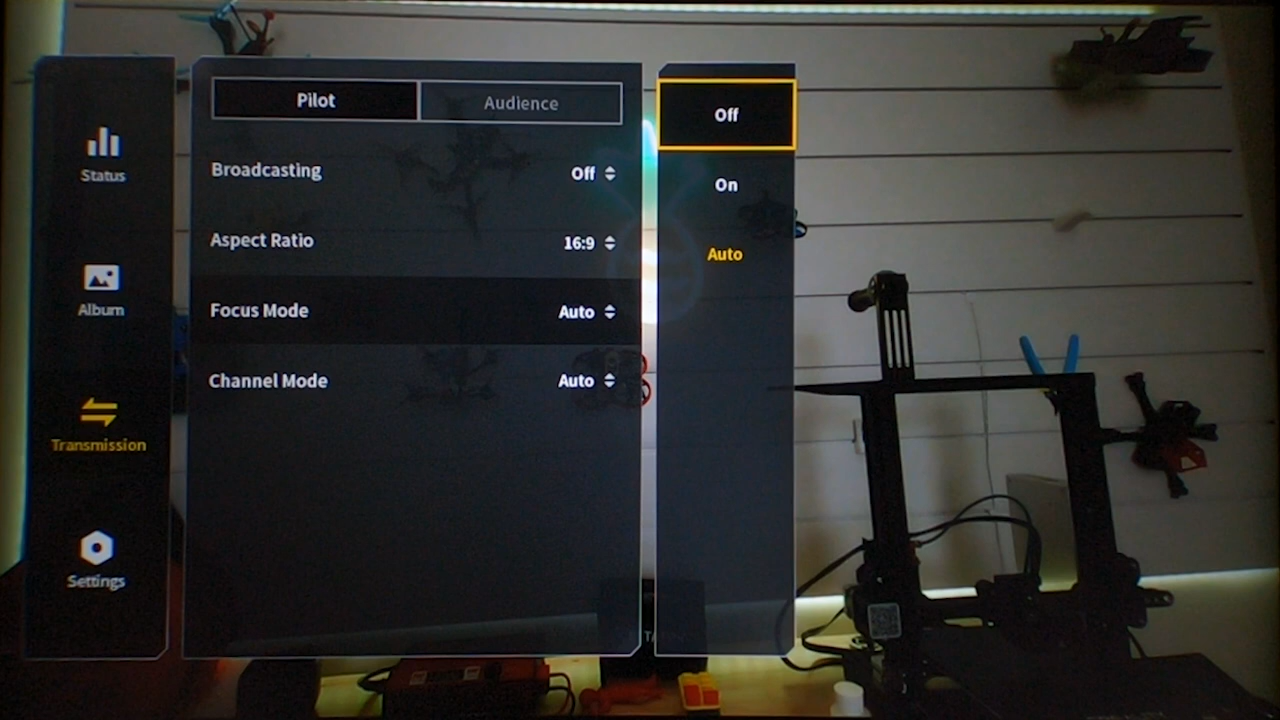 Status
Album
Transmission
Settings
Pilot
Audience
Broadcasting
Off
Aspect Ratio
16:9
Focus Mode
Auto
Channel Mode
Auto
Off
On
Auto